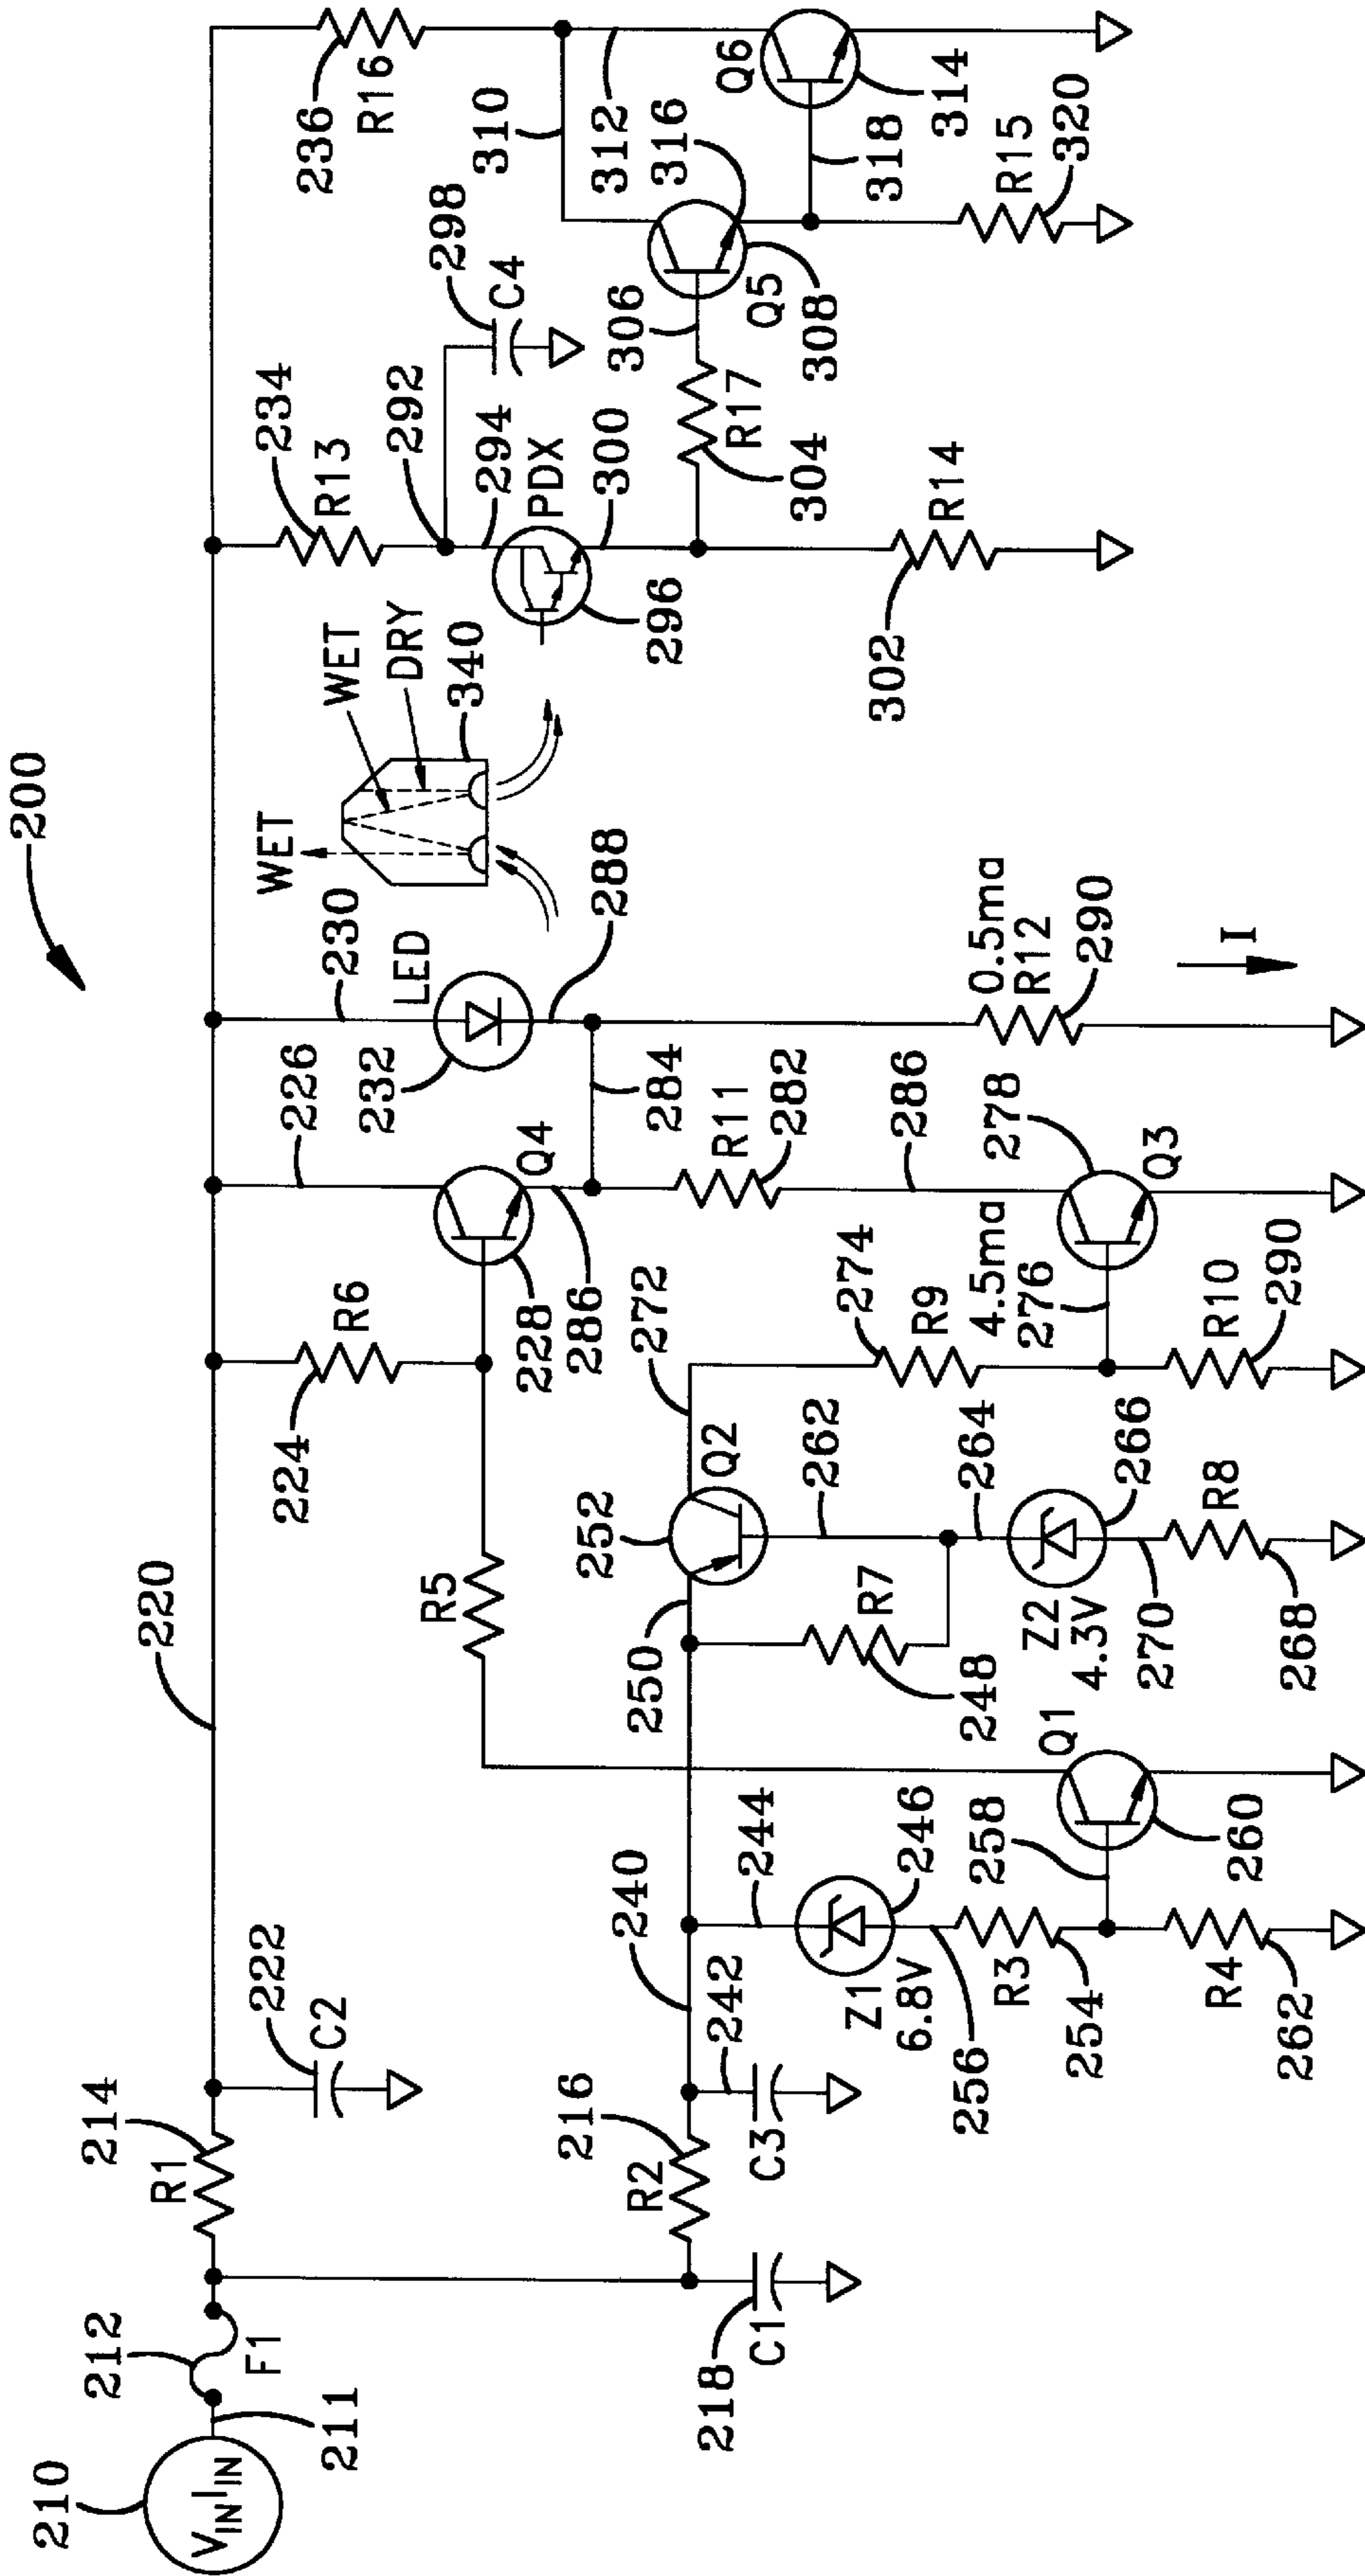 200
210
V_IN I_IN
211
212
F1
214
R1
222
C2
220
216
R2
218
C1
C3
242
240
244
Z1
6.8V
246
256
R3
254
258
R4
262
Q1
260
R5
224
R6
250
252
Q2
R7
248
262
264
Z2
4.3V
266
270
R8
268
272
274
R9
4.5ma
276
R10
290
226
228
Q4
286
284
R11
282
286
278
Q3
230
232
LED
288
0.5ma
R12
290
I
WET
WET
DRY
340
234
R13
292
294
PDX
296
300
298
C4
302
R14
304
R17
306
Q5
308
236
R16
310
312
316
Q6
314
318
R15
320